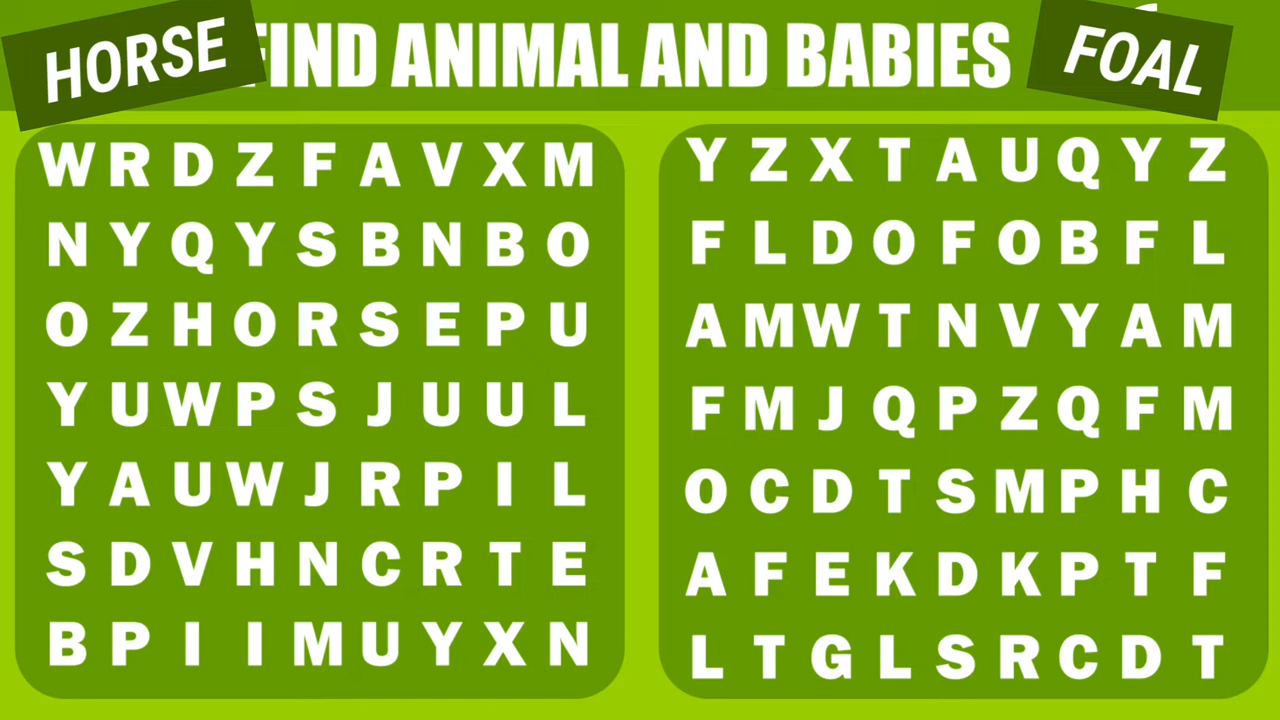 HORSE FIND ANIMAL AND BABIES FOAL
W R D Z F A V X M
N Y Q Y S B N B O
O Z H O R S E P U
Y U W P S J U U L
Y A U W J R P I L
S D V H N C R T E
B P I I M U Y X N
Y Z X T A U Q Y Z
F L D O F O B F L
A M W T N V Y A M
F M J Q P Z Q F M
O C D T S M P H C
A F E K D K P T F
L T G L S R C D T